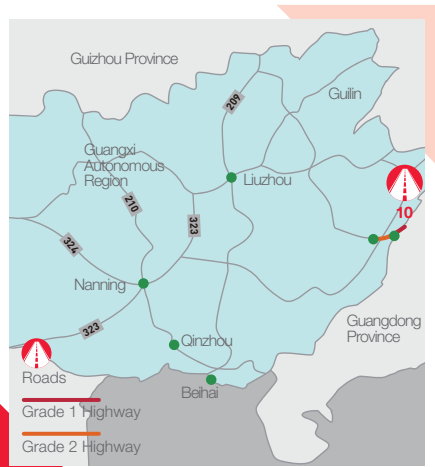 Guizhou Province
209
Guilin
Guangxi
Autonomous
Region
Liuzhou
210
323
10
324
Nanning
323
Guangdong
Province
Qinzhou
Roads
Beihai
Grade 1 Highway
Grade 2 Highway